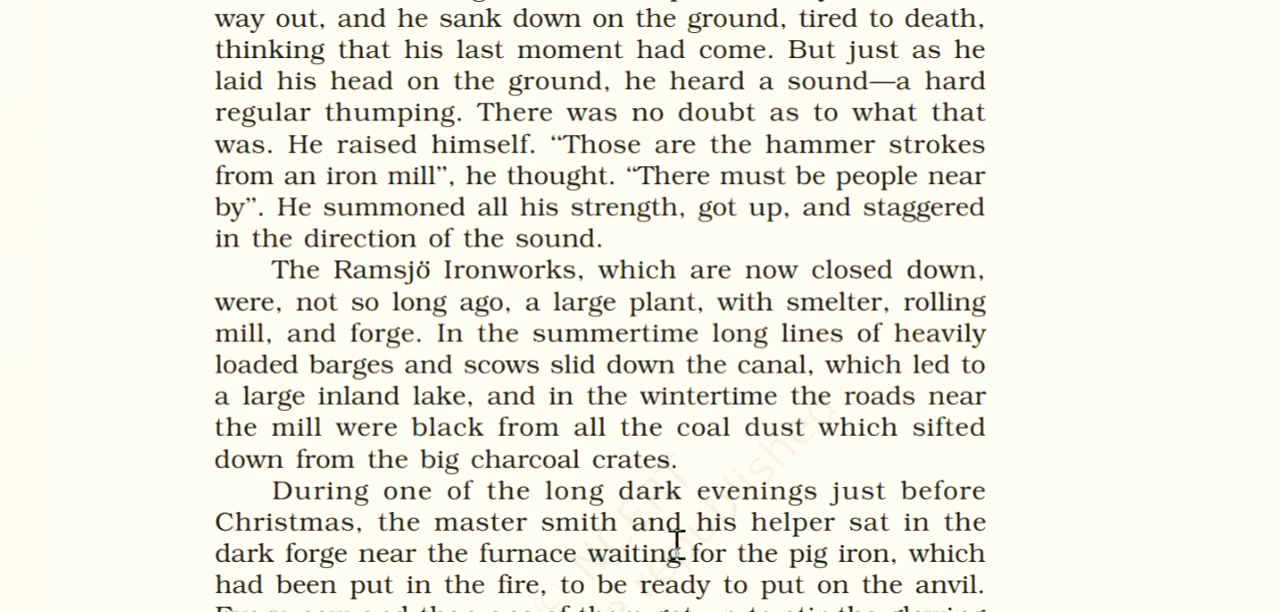 way out, and he sank down on the ground, tired to death,
thinking that his last moment had come. But just as he
laid his head on the ground, he heard a sound—a hard
regular thumping. There was no doubt as to what that
was. He raised himself. “Those are the hammer strokes
from an iron mill”, he thought. “There must be people near
by”. He summoned all his strength, got up, and staggered
in the direction of the sound.
The Ramsjö Ironworks, which are now closed down,
were, not so long ago, a large plant, with smelter, rolling
mill, and forge. In the summertime long lines of heavily
loaded barges and scows slid down the canal, which led to
a large inland lake, and in the wintertime the roads near
the mill were black from all the coal dust which sifted
down from the big charcoal crates.
During one of the long dark evenings just before
Christmas, the master smith and his helper sat in the
dark forge near the furnace waiting for the pig iron, which
had been put in the fire, to be ready to put on the anvil.